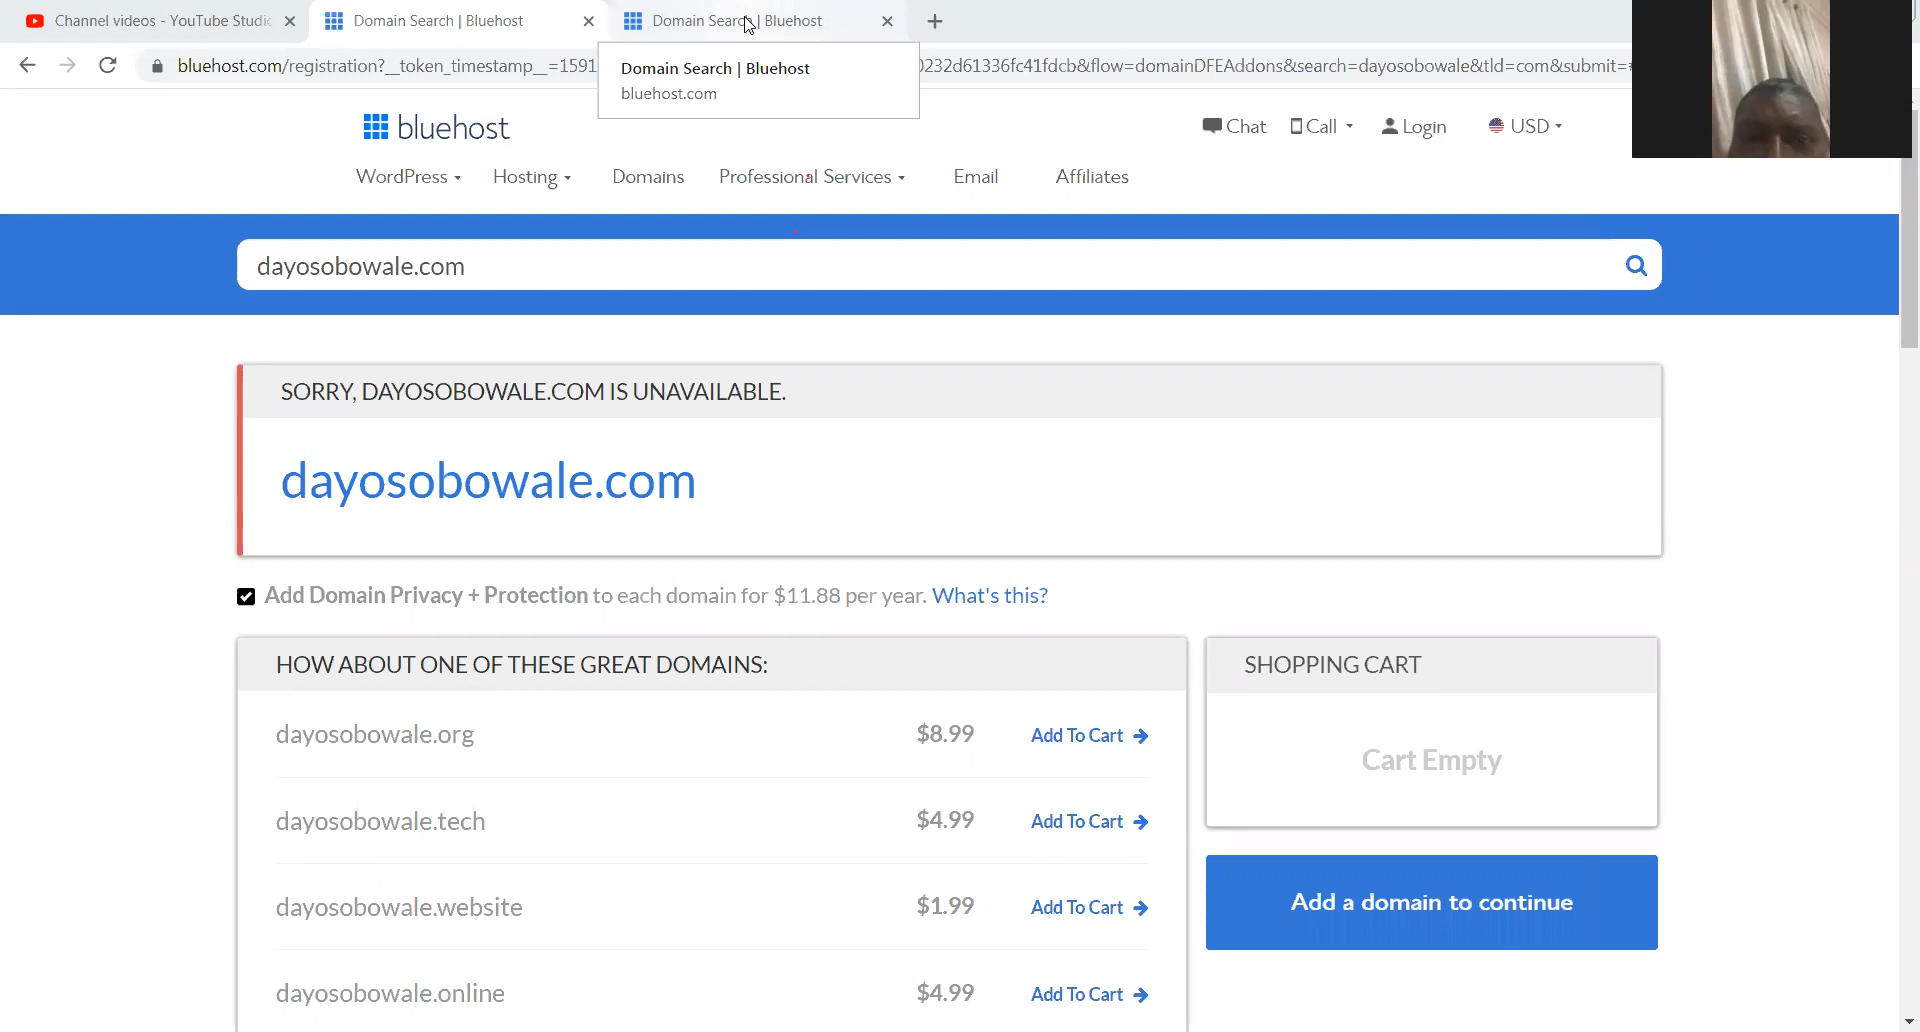 Channel videos - YouTube Studio
Domain Search | Bluehost
Domain Search | Bluehost
bluehost.com/registration?__token_timestamp__=1591
0232d61336fc41fdcb&flow=domainDFEAddons&search=dayosobowale&tld=com&submit=
Domain Search | Bluehost
bluehost.com
bluehost
Chat
Call
Login
USD
WordPress
Hosting
Domains
Professional Services
Email
Affiliates
dayosobowale.com
SORRY, DAYOSOBOWALE.COM IS UNAVAILABLE.
dayosobowale.com
Add Domain Privacy + Protection to each domain for $11.88 per year. What's this?
HOW ABOUT ONE OF THESE GREAT DOMAINS:
dayosobowale.org $8.99 Add To Cart
dayosobowale.tech $4.99 Add To Cart
dayosobowale.website $1.99 Add To Cart
dayosobowale.online $4.99 Add To Cart
SHOPPING CART
Cart Empty
Add a domain to continue